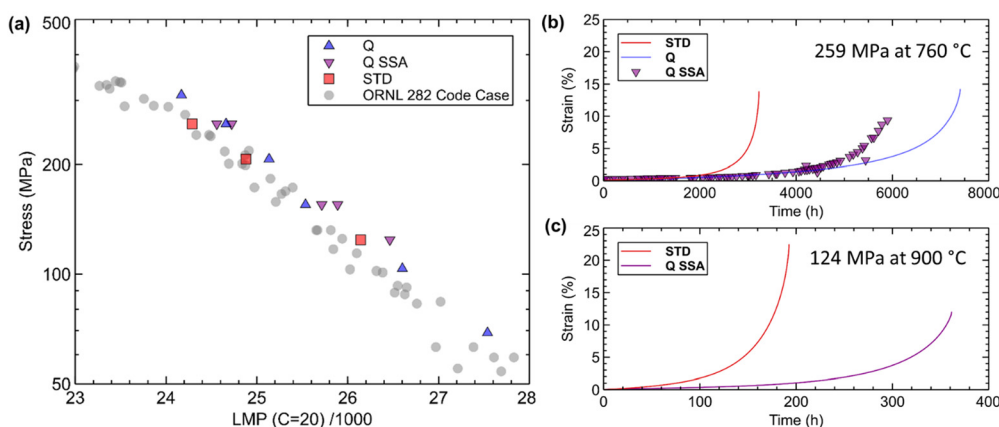 (a)
500
200
100
50
Stress (MPa)
23 24 25 26 27 28
LMP (C=20) /1000
Q
Q SSA
STD
ORNL 282 Code Case
(b)
25
20
15
10
5
0
Strain (%)
STD
Q
Q SSA
259 MPa at 760 °C
0 2000 4000 6000 8000
Time (h)
(c)
25
20
15
10
5
0
Strain (%)
STD
Q SSA
124 MPa at 900 °C
0 100 200 300 400
Time (h)